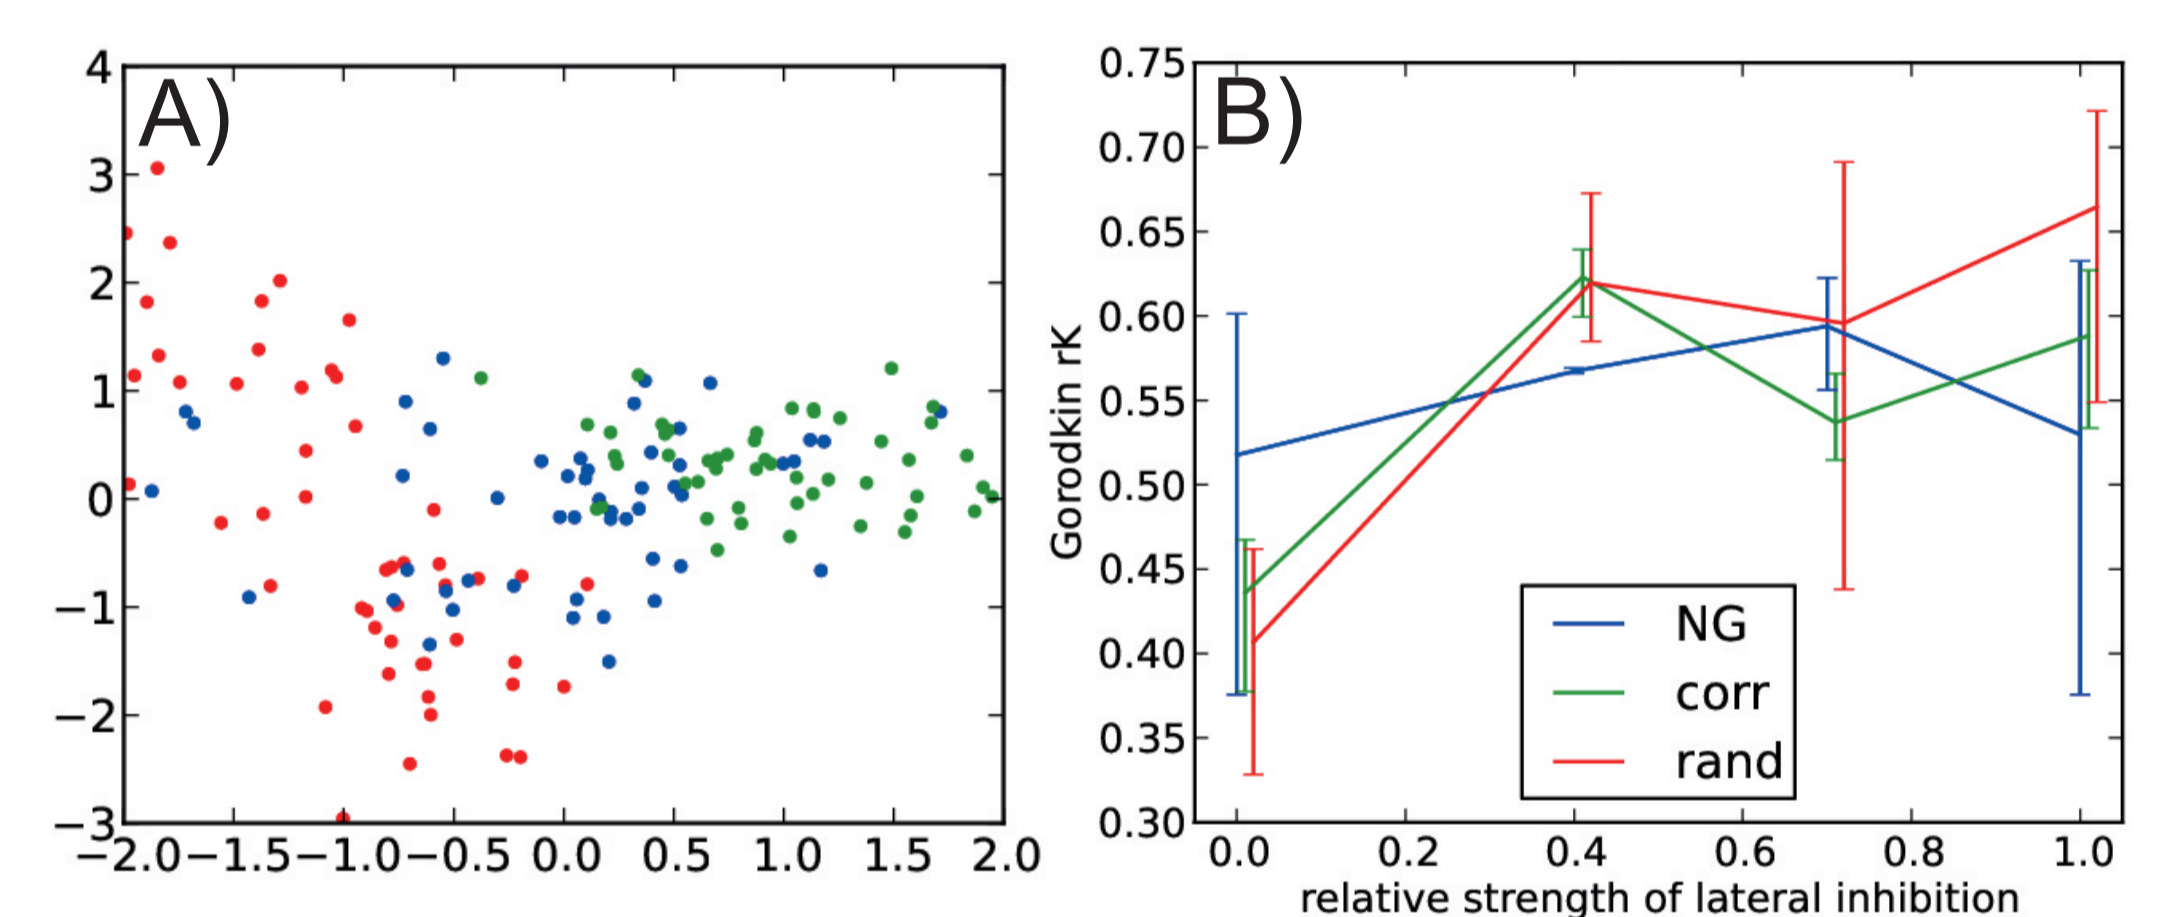 A)
4
3
2
1
0
−1
−2
−3
−2.0 −1.5 −1.0 −0.5 0.0 0.5 1.0 1.5 2.0
B)
Gorodkin rK
0.75
0.70
0.65
0.60
0.55
0.50
0.45
0.40
0.35
0.30
NG
corr
rand
0.0 0.2 0.4 0.6 0.8 1.0
relative strength of lateral inhibition